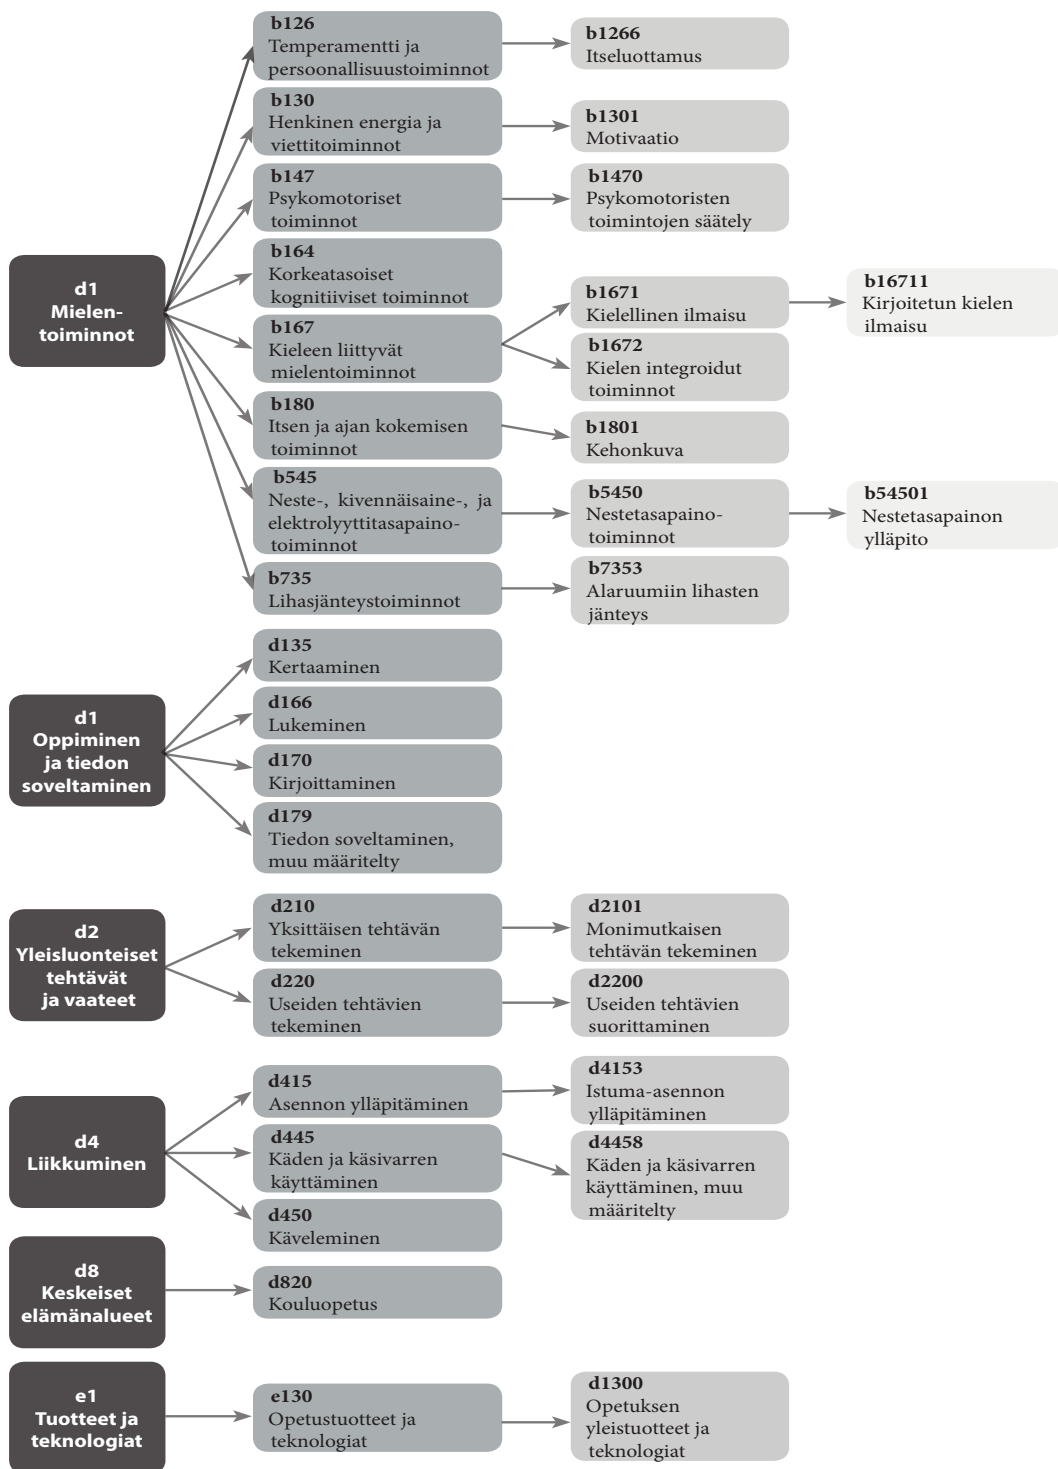 b126
Temperamentti ja
persoonallisuustoiminnot
b1266
Itseluottamus
b130
Henkinen energia ja
viettitoiminnot
b1301
Motivaatio
b147
Psykomotoriset
toiminnot
b1470
Psykomotoristen
toimintojen säätely
b164
Korkeatasoiset
kognitiiviset toiminnot
d1
Mielen-
toiminnot
b167
Kieleen liittyvät
mielentoiminnot
b1671
Kielellinen ilmaisu
b16711
Kirjoitetun kielen
ilmaisu
b1672
Kielen integroidut
toiminnot
b180
Itsen ja ajan kokemisen
toiminnot
b1801
Kehonkuva
b545
Neste-, kivennäisaine-, ja
elektrolyyttitasapaino-
toiminnot
b5450
Nestetasapaino-
toiminnot
b54501
Nestetasapainon
ylläpito
b735
Lihasjänteystoiminnot
b7353
Alaruumiin lihasten
jänteys
d1
Oppiminen
ja tiedon
soveltaminen
d135
Kertaaminen
d166
Lukeminen
d170
Kirjoittaminen
d179
Tiedon soveltaminen,
muu määritelty
d2
Yleisluonteiset
tehtävät
ja vaateet
d210
Yksittäisen tehtävän
tekeminen
d2101
Monimutkaisen
tehtävän tekeminen
d220
Useiden tehtävien
tekeminen
d2200
Useiden tehtävien
suorittaminen
d4
Liikkuminen
d415
Asennon ylläpitäminen
d4153
Istuma-asennon
ylläpitäminen
d445
Käden ja käsivarren
käyttäminen
d4458
Käden ja käsivarren
käyttäminen, muu
määritelty
d450
Käveleminen
d8
Keskeiset
elämänalueet
d820
Kouluopetus
e1
Tuotteet ja
teknologiat
e130
Opetustuotteet ja
teknologiat
d1300
Opetuksen
yleistuotteet ja
teknologiat